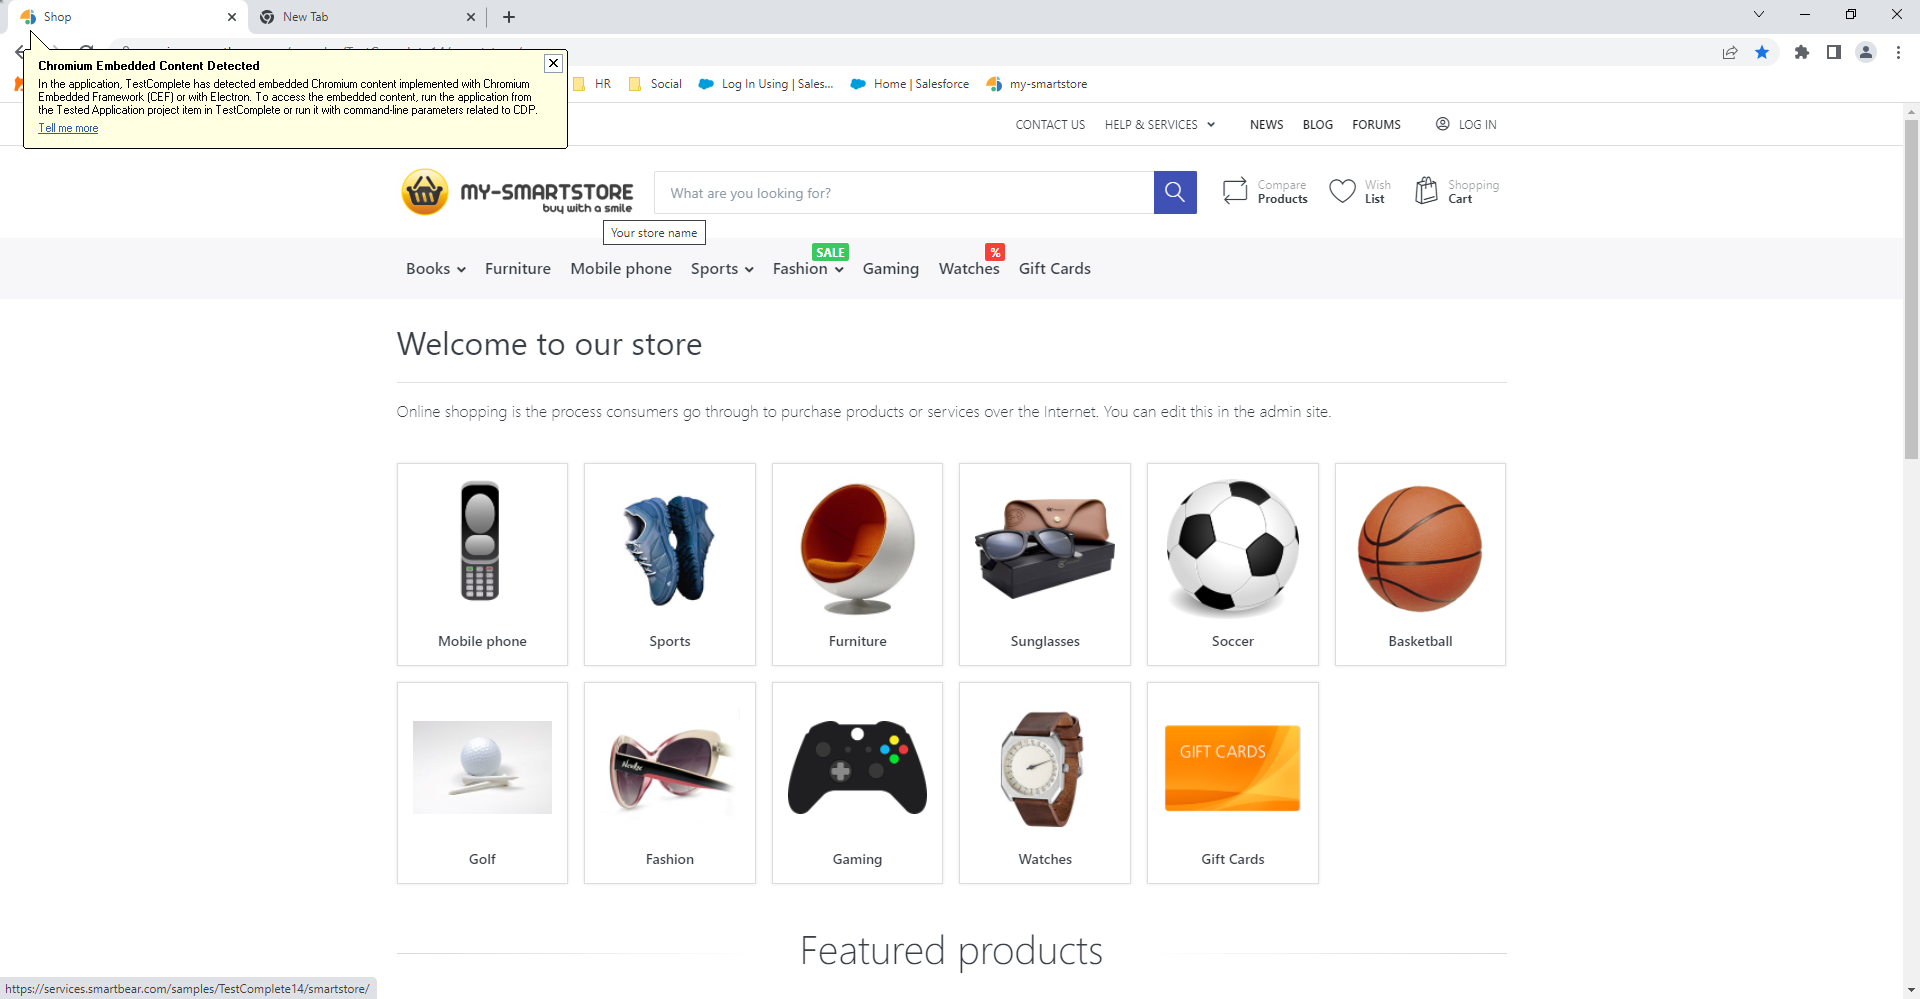 Shop
New Tab
Chromium Embedded Content Detected
In the application, TestComplete has detected embedded Chromium content implemented with Chromium
Embedded Framework (CEF) or with Electron. To access the embedded content, run the application from
the Tested Application project item in TestComplete or run it with command-line parameters related to CDP.
Tell me more
HR
Social
Log In Using | Sales...
Home | Salesforce
my-smartstore
CONTACT US
HELP & SERVICES
NEWS
BLOG
FORUMS
LOG IN
MY-SMARTSTORE
buy with a smile
What are you looking for?
Compare
Products
Wish
List
Shopping
Cart
Your store name
SALE
%
Books
Furniture
Mobile phone
Sports
Fashion
Gaming
Watches
Gift Cards
Welcome to our store
Online shopping is the process consumers go through to purchase products or services over the Internet. You can edit this in the admin site.
Mobile phone
Sports
Furniture
Sunglasses
Soccer
Basketball
GIFT CARDS
Golf
Fashion
Gaming
Watches
Gift Cards
Featured products
https://services.smartbear.com/samples/TestComplete14/smartstore/